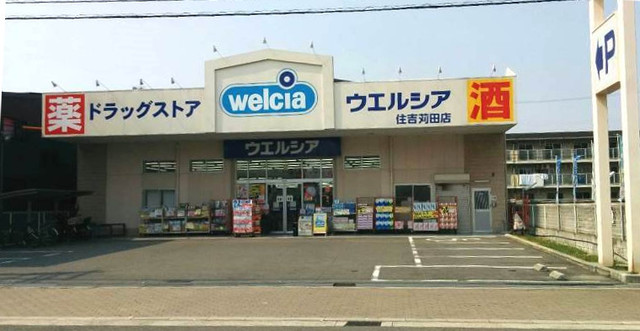 薬
ドラッグストア
welcia
ウエルシア
住吉苅田店
酒
ウエルシア
P